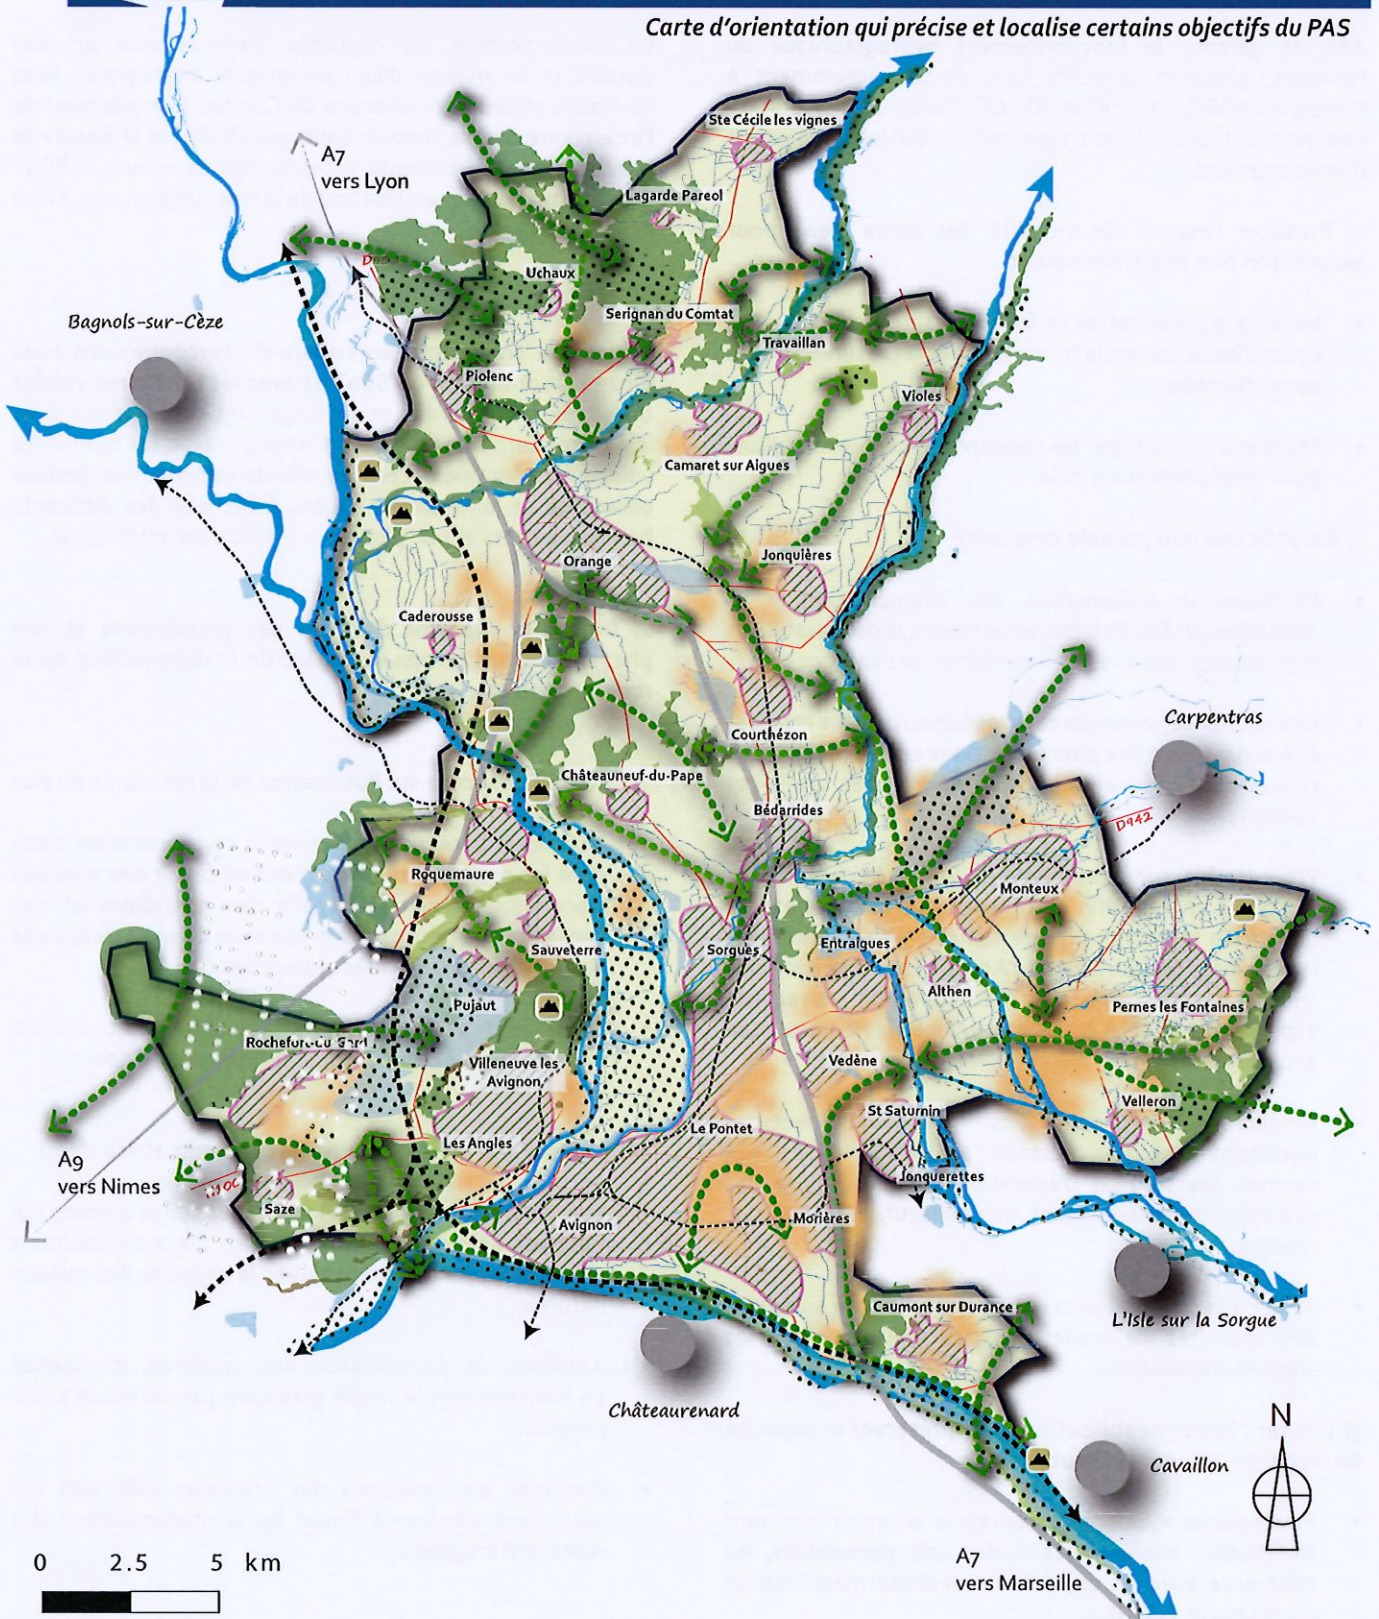 Carte d'orientation qui précise et localise certains objectifs du PAS
Ste Cécile les vignes
A7
vers Lyon
Lagarde Pareol
Uchaux
Serignan du Comtat
Bagnols-sur-Cèze
Travaillan
Piolenc
Violes
Camaret sur Aigues
Jonquères
Orange
Caderousse
Carpentras
Courthézon
Châteauneuf-du-Pape
Bédarrides
D942
Roquemaure
Monteux
Sauveterre
Sorgues
Entraigues
Althen
Pujaut
Pernes les Fontaines
Rochefort du Gard
Villeneuve les
Avignon
Vedène
Velleron
St Saturnin
Le Pontet
Les Angles
A9
vers Nimes
Jonquerettes
Saze
Avignon
Morières
Caumont sur Durance
L'Isle sur la Sorgue
Châteaurenard
N
Cavaillon
0 2.5 5 km
A7
vers Marseille